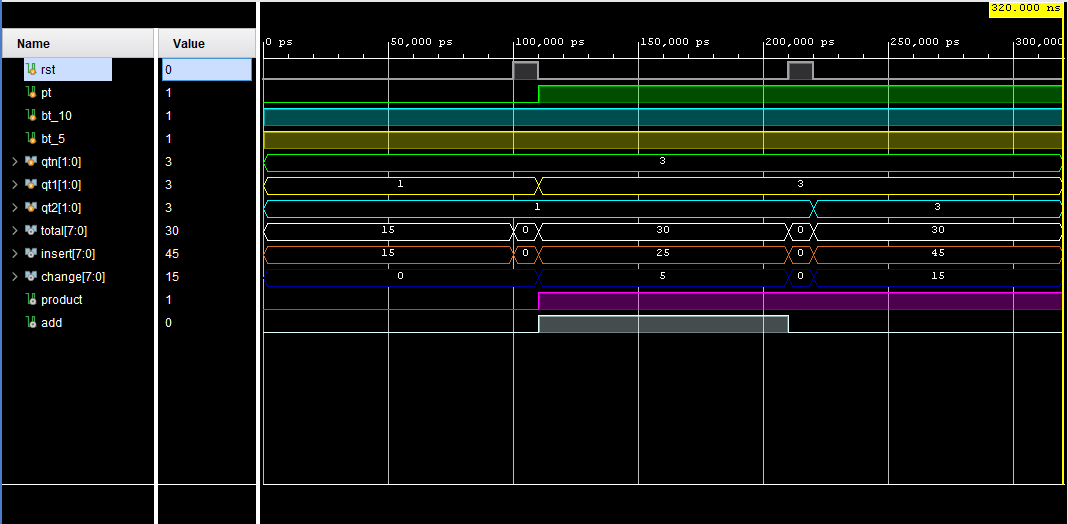 320.000 ns
Name Value 0 ps 50,000 ps 100,000 ps 150,000 ps 200,000 ps 250,000 ps 300,000
rst 0
pt 1
bt_10 1
bt_5 1
qtn[1:0] 3 3
qt1[1:0] 3 1 3
qt2[1:0] 3 1 3
total[7:0] 30 15 0 30 0 30
insert[7:0] 45 15 0 25 0 45
change[7:0] 15 0 5 0 15
product 1
add 0